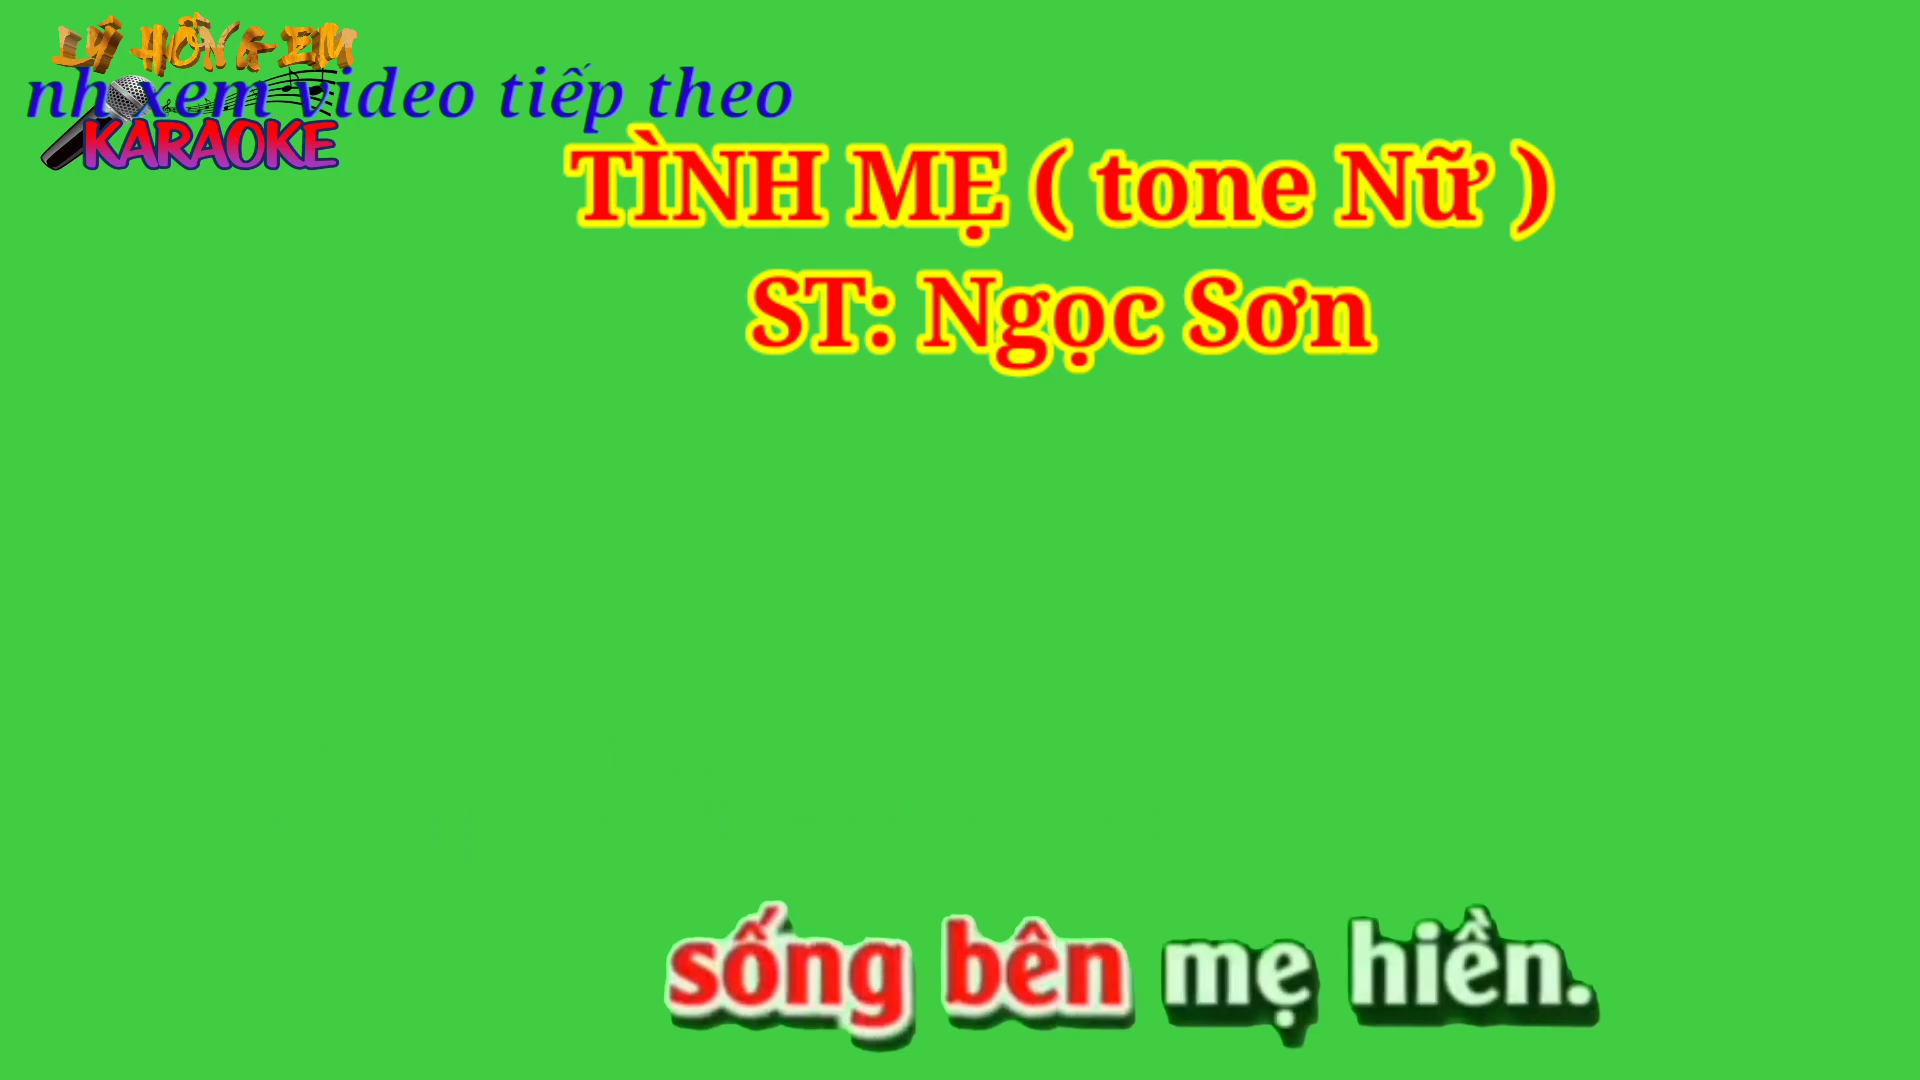 LÝ HỒNG EM
nh xem video tiếp theo
KARAOKE
TÌNH MẸ ( tone Nữ )
ST: Ngọc Sơn
sống bên mẹ hiền.